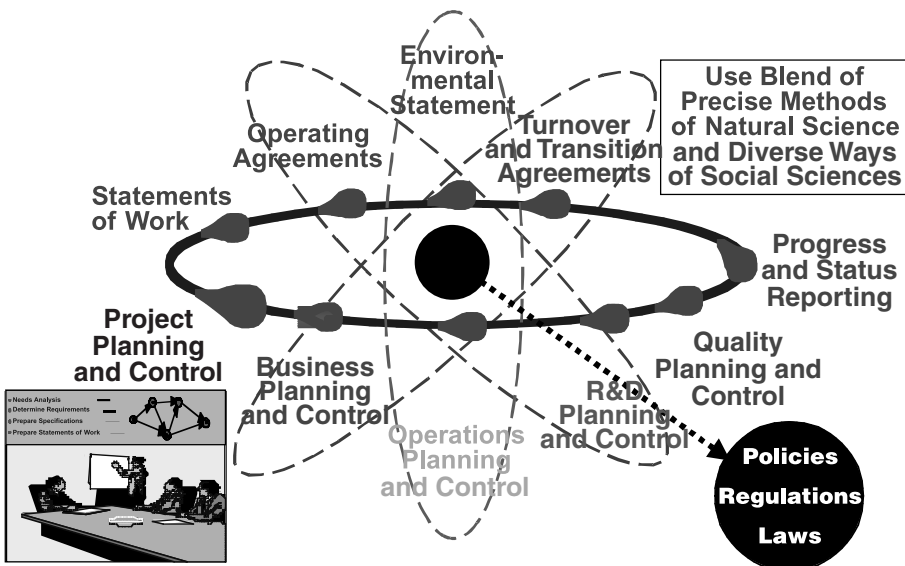 Environ-
mental
Statement
Use Blend of
Precise Methods
of Natural Science
and Diverse Ways
of Social Sciences
Operating
Agreements
Turnover
and Transition
Agreements
Statements
of Work
Progress
and Status
Reporting
Project
Planning
and Control
Business
Planning
and Control
Operations
Planning
and Control
R&D
Planning
and Control
Quality
Planning and
Control
Needs Analysis
Determine Requirements
Prepare Specifications
Prepare Statements of Work
Policies
Regulations
Laws